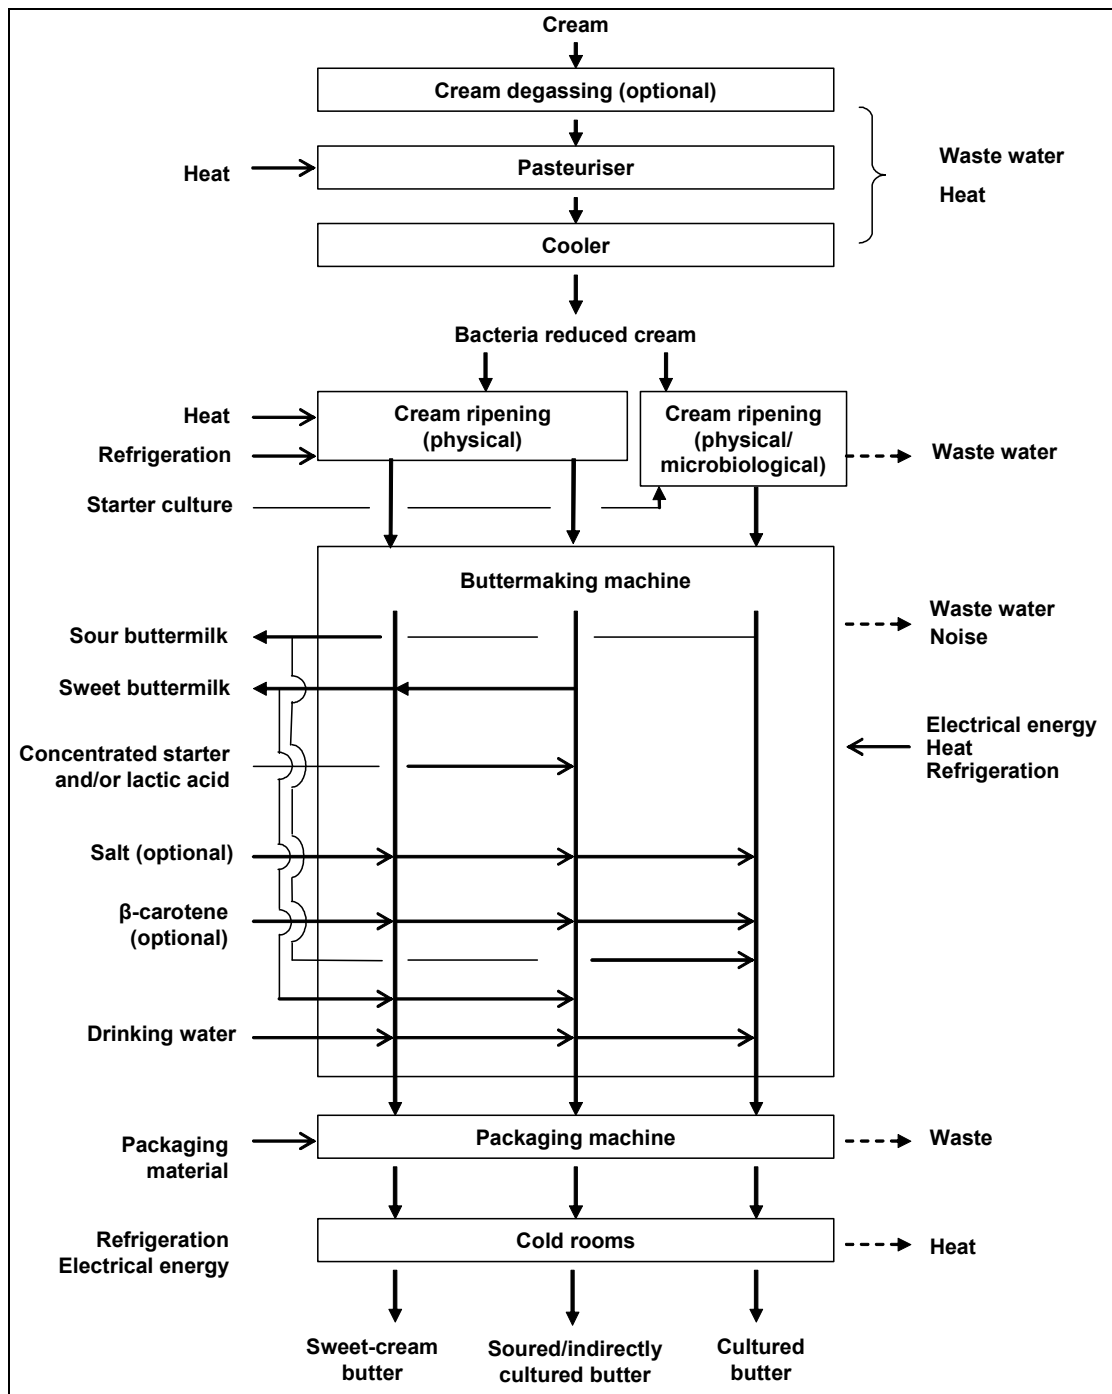 Cream
Cream degassing (optional)
Heat
Pasteuriser
Waste water
Heat
Cooler
Bacteria reduced cream
Heat
Refrigeration
Cream ripening
(physical)
Cream ripening
(physical/
microbiological)
Waste water
Starter culture
Buttermaking machine
Waste water
Noise
Sour buttermilk
Sweet buttermilk
Electrical energy
Heat
Refrigeration
Concentrated starter
and/or lactic acid
Salt (optional)
β-carotene
(optional)
Drinking water
Packaging
material
Packaging machine
Waste
Refrigeration
Electrical energy
Cold rooms
Heat
Sweet-cream
butter
Soured/indirectly
cultured butter
Cultured
butter